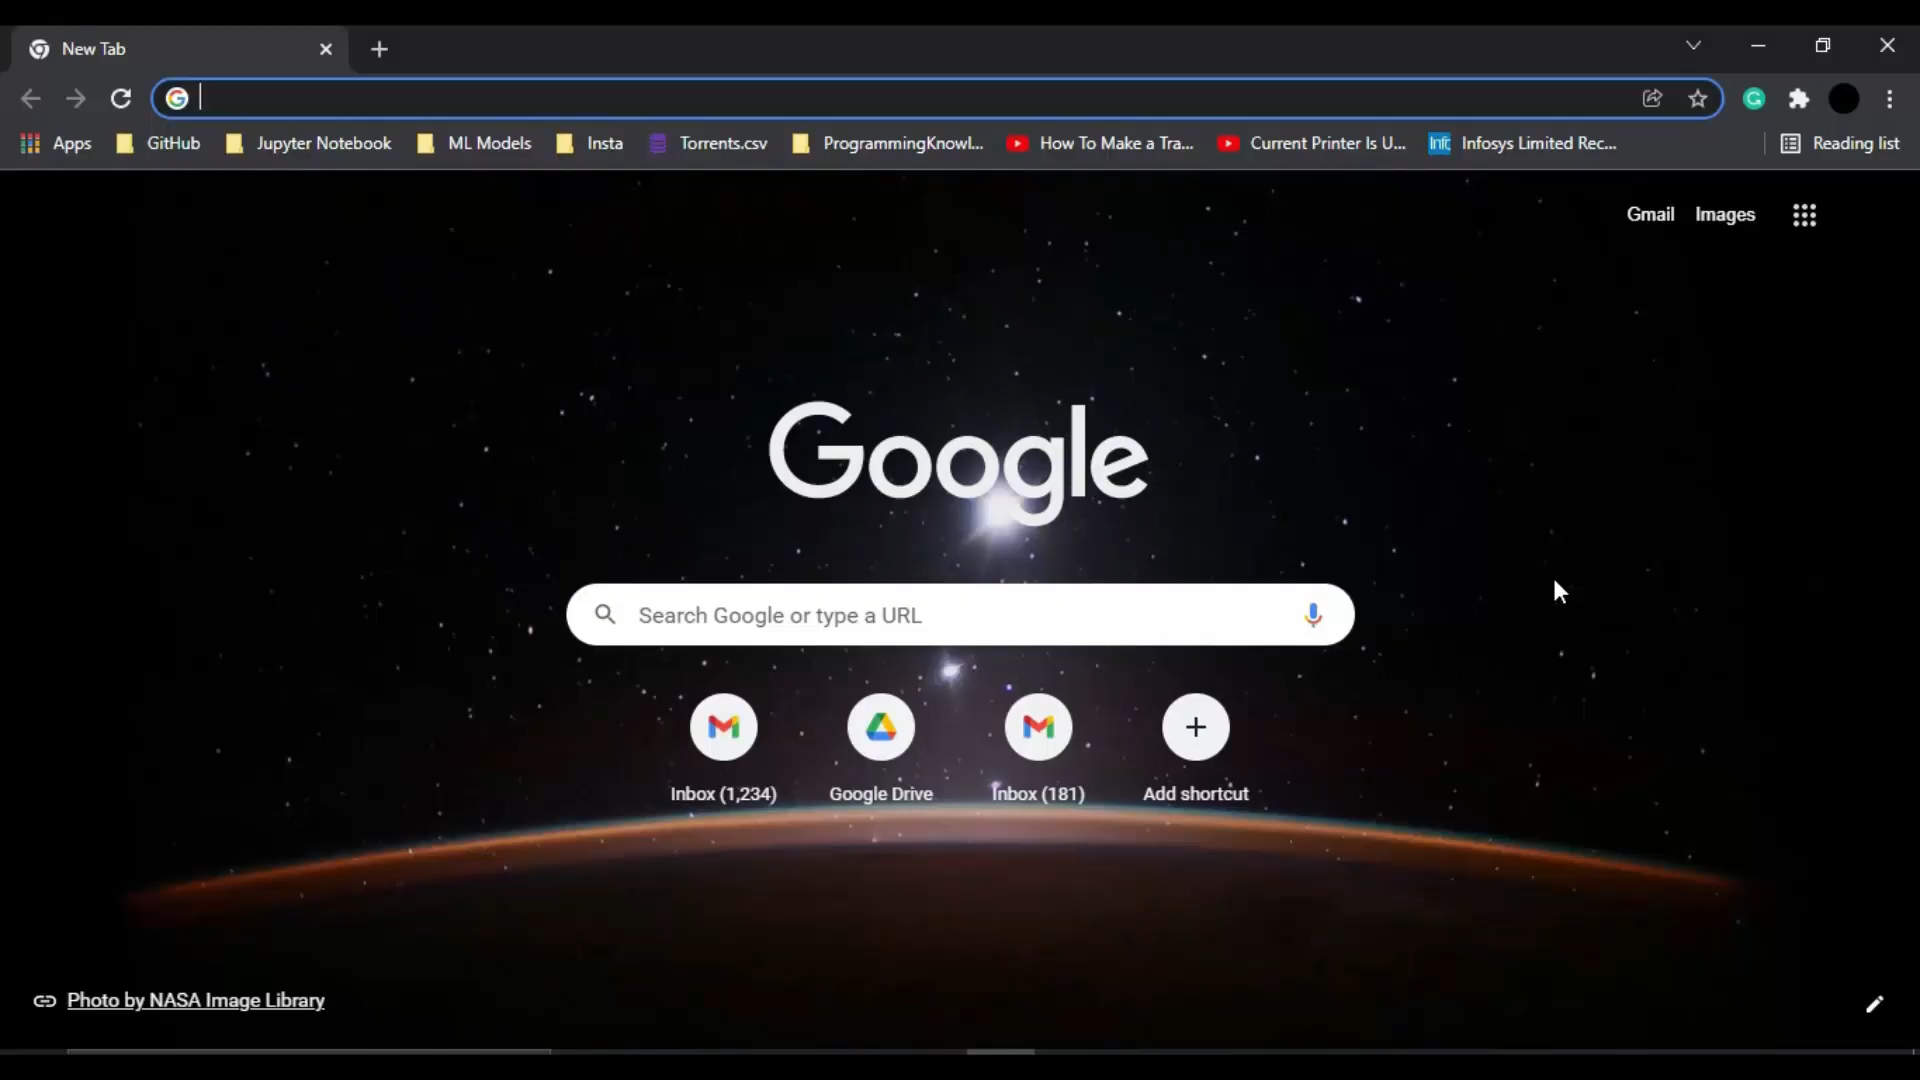 New Tab
Apps GitHub Jupyter Notebook ML Models Insta Torrents.csv ProgrammingKnowl... How To Make a Tra... Current Printer Is U... Infosys Limited Rec... Reading list
Gmail Images
Google
Search Google or type a URL
Inbox (1,234) Google Drive Inbox (181) Add shortcut
Photo by NASA Image Library